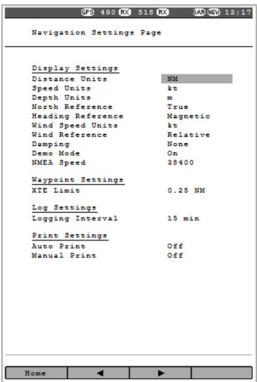 GPS 490 RX 518 RX SAR NEW 13:17
Navigation Settings Page
Display Settings
Distance Units NM
Speed Units kt
Depth Units m
North Reference True
Heading Reference Magnetic
Wind Speed Units kt
Wind Reference Relative
Damping None
Demo Mode On
NMEA Speed 38400
Waypoint Settings
XTE Limit 0.25 NM
Log Settings
Logging Interval 15 min
Print Settings
Auto Print Off
Manual Print Off
Home